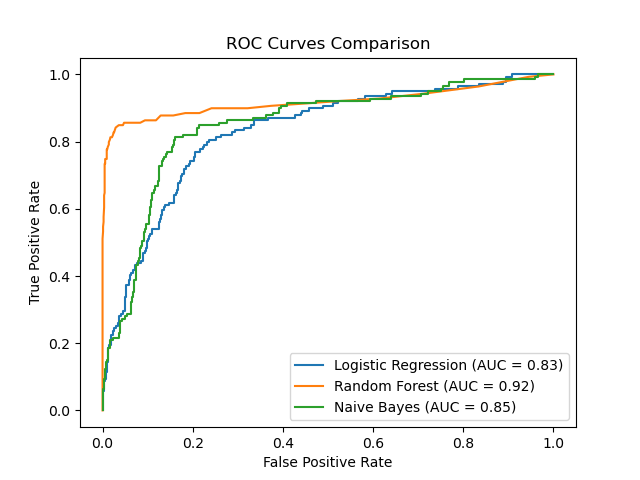 ROC Curves Comparison
True Positive Rate
1.0
0.8
0.6
0.4
0.2
0.0
Logistic Regression (AUC = 0.83)
Random Forest (AUC = 0.92)
Naive Bayes (AUC = 0.85)
0.0 0.2 0.4 0.6 0.8 1.0
False Positive Rate